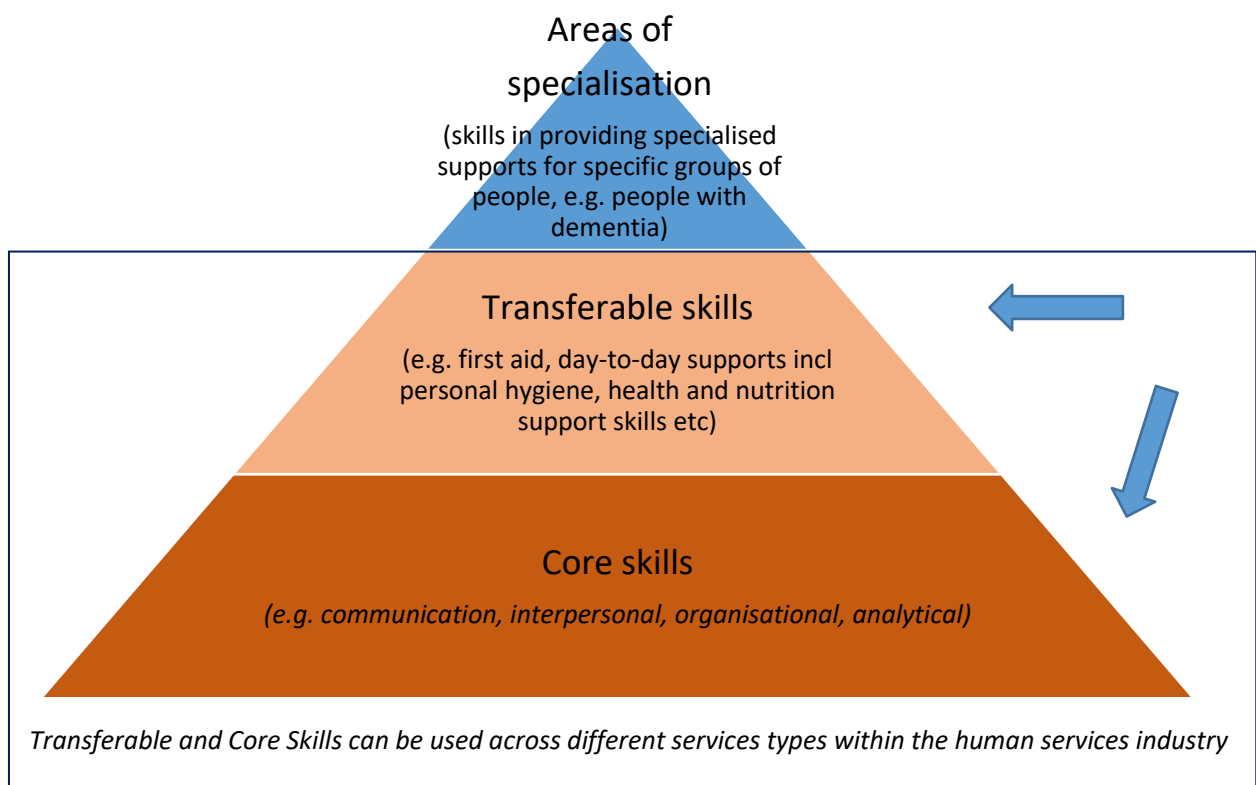 Areas of
specialisation
(skills in providing specialised
supports for specific groups of
people, e.g. people with
dementia)
Transferable skills
(e.g. first aid, day-to-day supports incl
personal hygiene, health and nutrition
support skills etc)
Core skills
(e.g. communication, interpersonal, organisational, analytical)
Transferable and Core Skills can be used across different services types within the human services industry